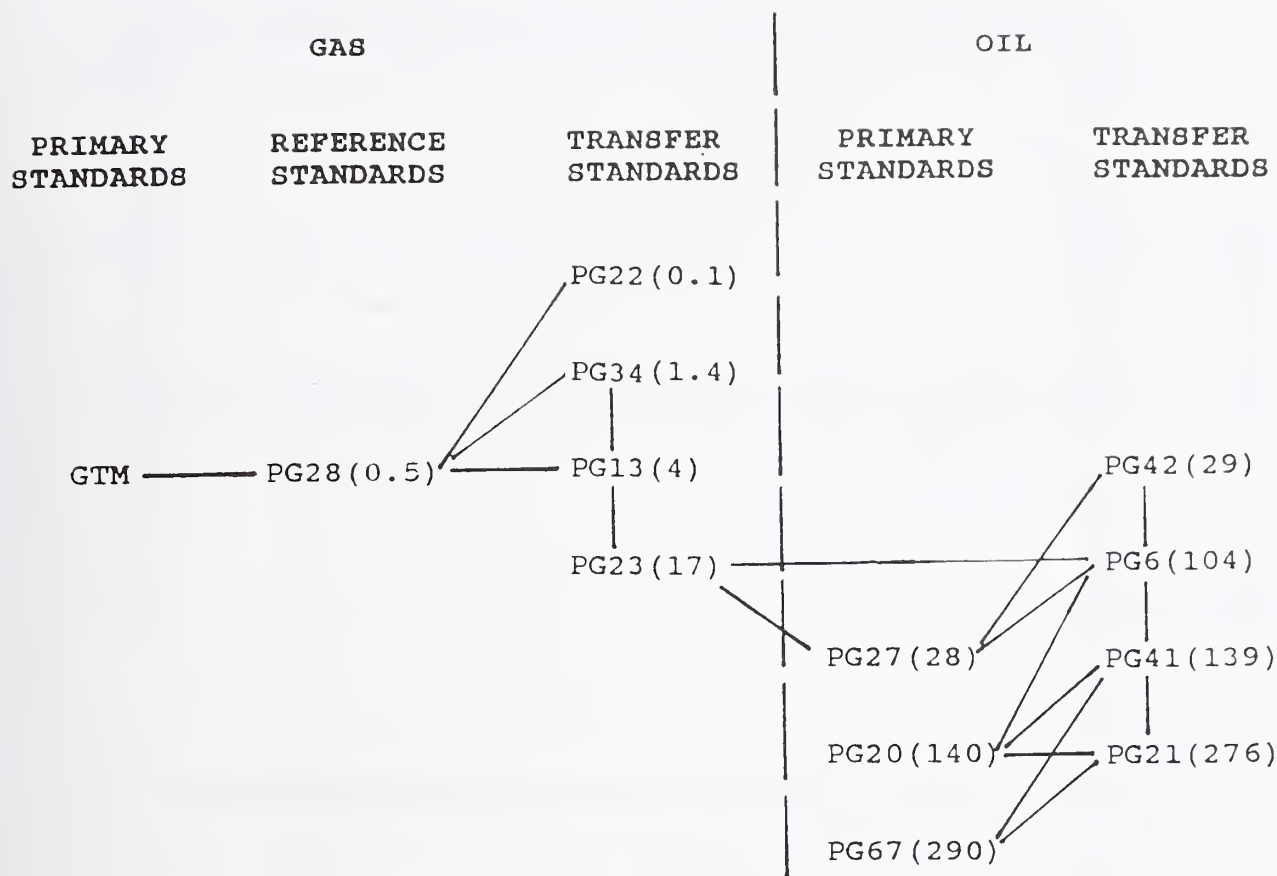 GAS
OIL
PRIMARY STANDARDS
REFERENCE STANDARDS
TRANSFER STANDARDS
PRIMARY STANDARDS
TRANSFER STANDARDS
PG22(0.1)
PG34(1.4)
GTM
PG28(0.5)
PG13(4)
PG42(29)
PG23(17)
PG6(104)
PG27(28)
PG41(139)
PG20(140)
PG21(276)
PG67(290)